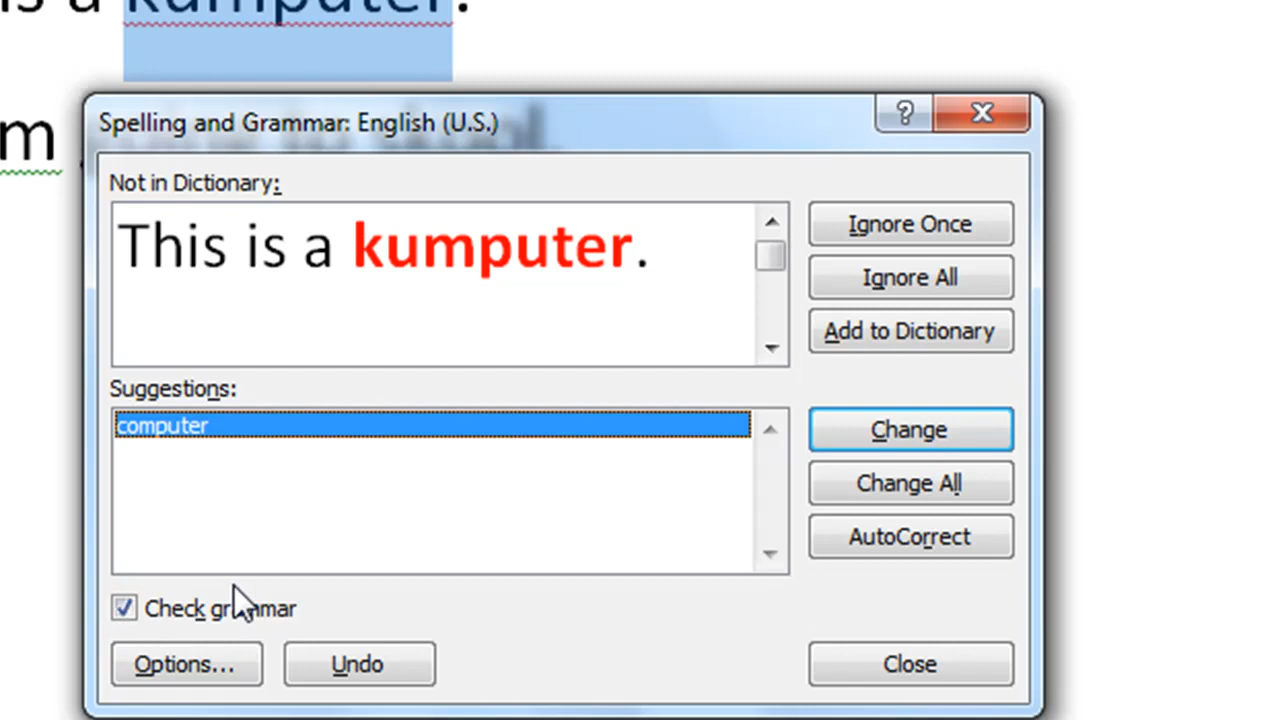 is a kumputer.
m
Spelling and Grammar: English (U.S.)
Not in Dictionary:
This is a kumputer.
Ignore Once
Ignore All
Add to Dictionary
Suggestions:
computer
Change
Change All
AutoCorrect
Check grammar
Options...
Undo
Close